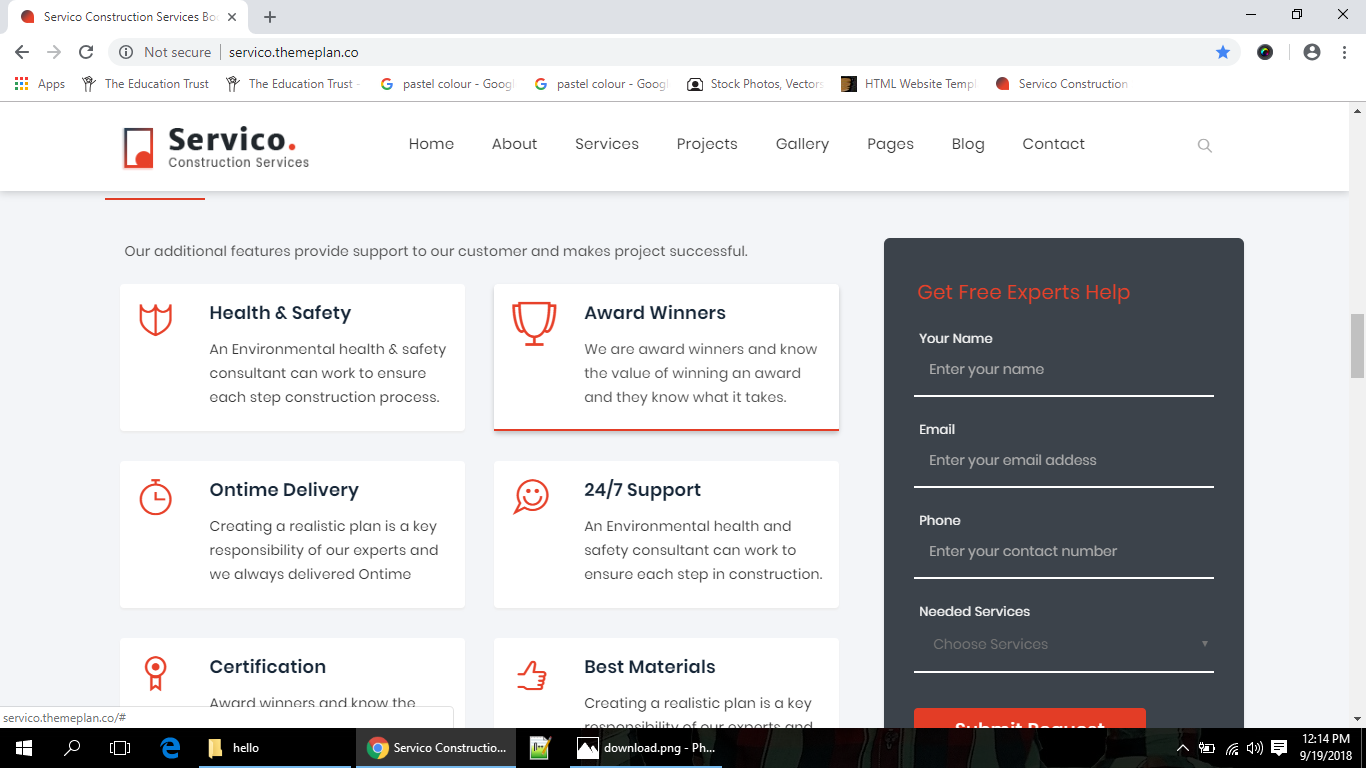 Servico Construction Services Bo
Not secure
servico.themeplan.co
Apps
The Education Trust
The Education Trust -
pastel colour - Googl
pastel colour - Googl
Stock Photos, Vectors
HTML Website Templ
Servico Construction
Servico.
Construction Services
Home
About
Services
Projects
Gallery
Pages
Blog
Contact
Our additional features provide support to our customer and makes project successful.
Health & Safety
An Environmental health & safety
consultant can work to ensure
each step construction process.
Award Winners
We are award winners and know
the value of winning an award
and they know what it takes.
Ontime Delivery
Creating a realistic plan is a key
responsibility of our experts and
we always delivered Ontime
24/7 Support
An Environmental health and
safety consultant can work to
ensure each step in construction.
Certification
Award winners and know the
Best Materials
Creating a realistic plan is a key
responsibility of our experts and
Get Free Experts Help
Your Name
Enter your name
Email
Enter your email addess
Phone
Enter your contact number
Needed Services
Choose Services
Submit Request
servico.themeplan.co/#
hello
Servico Constructio...
download.png - Ph...
12:14 PM
9/19/2018